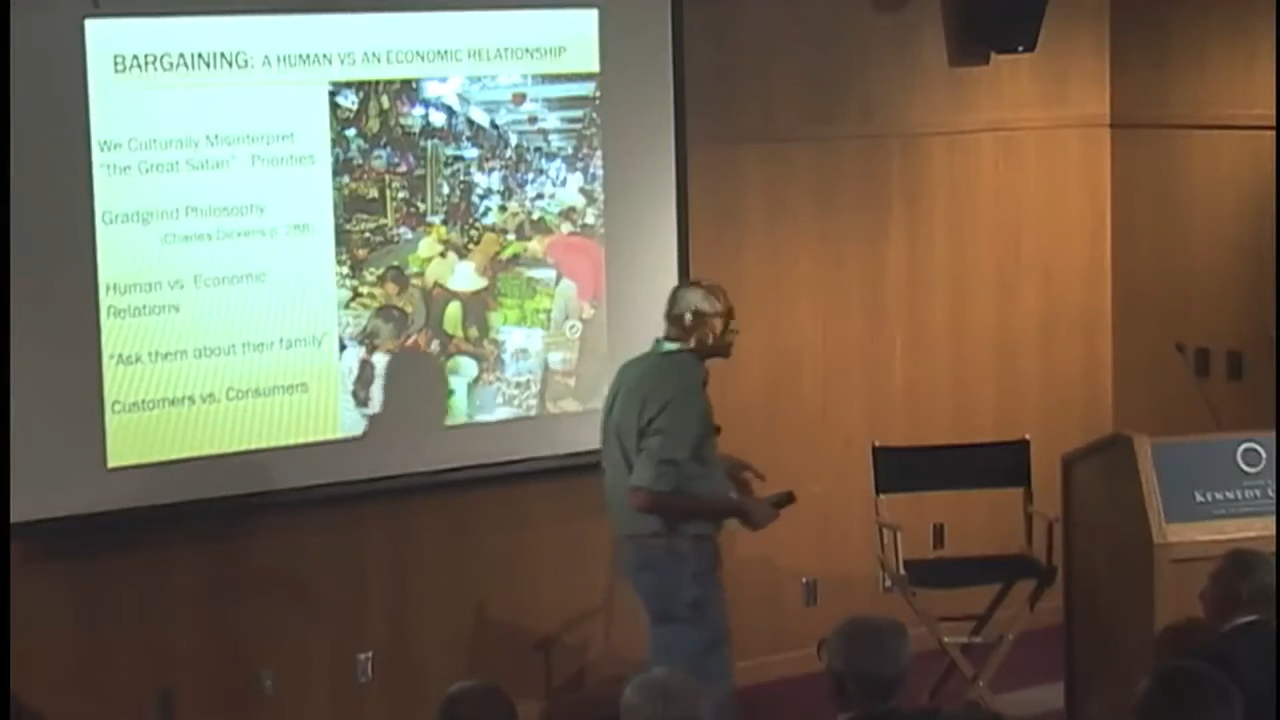 BARGAINING: A HUMAN VS AN ECONOMIC RELATIONSHIP
We Culturally Misinterpret
"the Great Satan" Priorities
Gradgrind Philosophy
(Charles Dickens p. 288)
Human vs. Economic
Relations
"Ask them about their family"
Customers vs. Consumers
KENNEDY